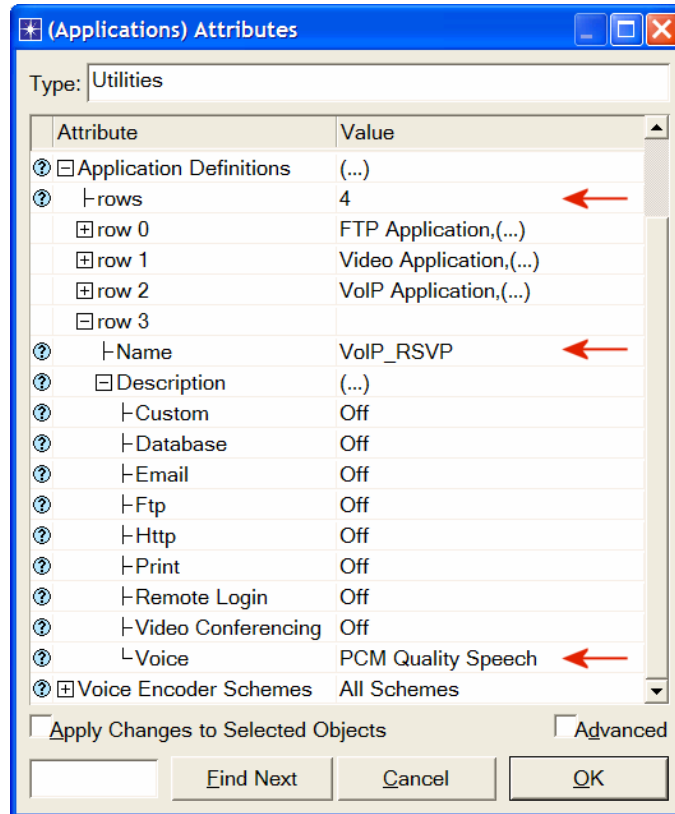 (Applications) Attributes
Type: Utilities
Attribute Value
Application Definitions (...)
rows 4
row 0 FTP Application,(...)
row 1 Video Application,(...)
row 2 VoIP Application,(...)
row 3
Name VoIP_RSVP
Description (...)
Custom Off
Database Off
Email Off
Ftp Off
Http Off
Print Off
Remote Login Off
Video Conferencing Off
Voice PCM Quality Speech
Voice Encoder Schemes All Schemes
Apply Changes to Selected Objects Advanced
Find Next Cancel OK